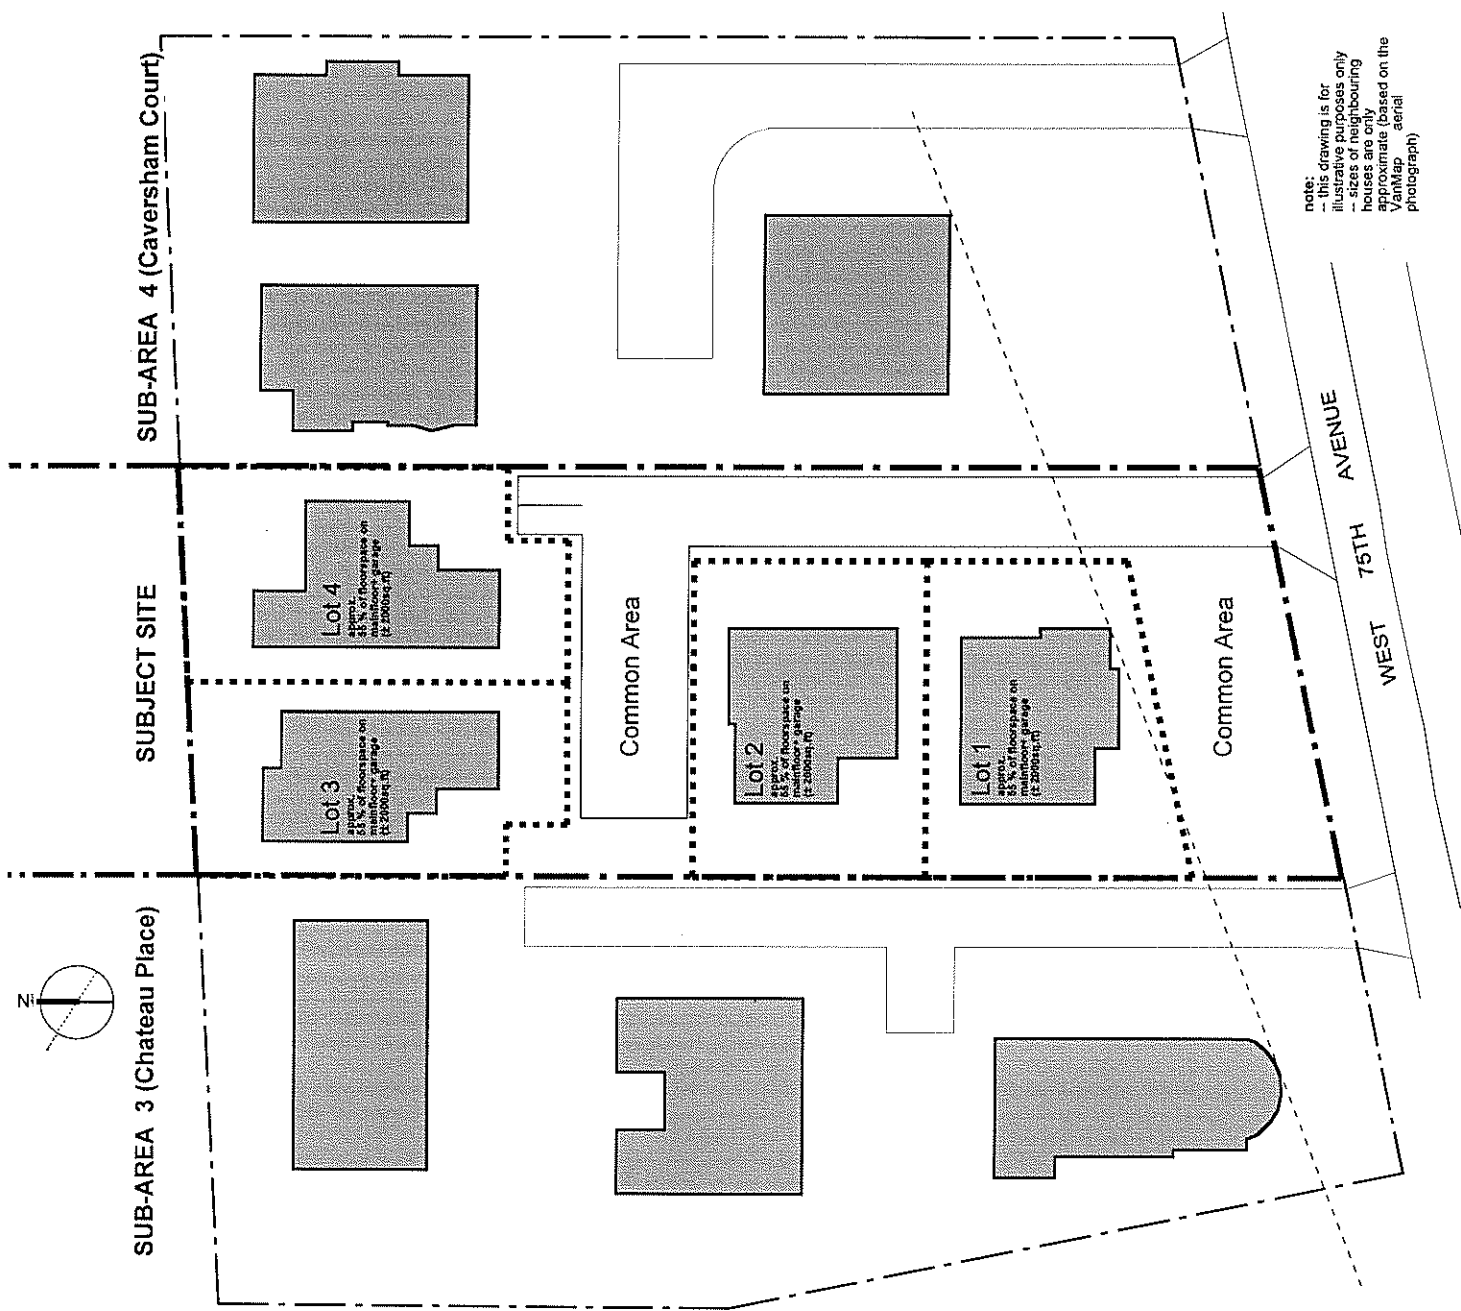 SUB-AREA 3 (Chateau Place)
SUBJECT SITE
SUB-AREA 4 (Caversham Court)
N
Lot 3
approx.
55 % of floorspace on
mainfloor+ garage
(± 2000sq.ft)
Lot 4
approx.
55 % of floorspace on
mainfloor+ garage
(± 2000sq.ft)
Common Area
Lot 2
approx.
55 % of floorspace on
mainfloor+ garage
(± 2000sq.ft)
Lot 1
approx.
55 % of floorspace on
mainfloor+ garage
(± 2000sq.ft)
Common Area
WEST 75TH AVENUE
note:
-- this drawing is for
illustrative purposes only
-- sizes of neighbouring
houses are only
approximate (based on the
VanMap aerial
photograph)